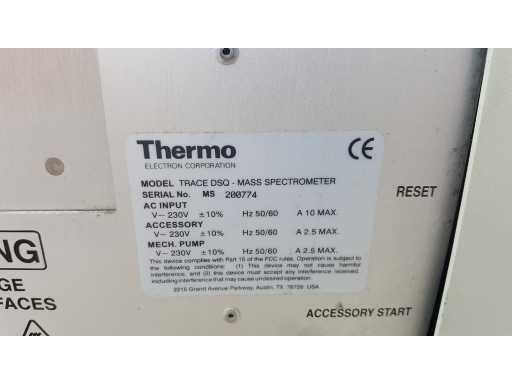 Thermo
ELECTRON CORPORATION
CE
MODEL TRACE DSQ - MASS SPECTROMETER
SERIAL No. MS 200774
AC INPUT
V~ 230V ±10% Hz 50/60 A 10 MAX.
ACCESSORY
V~ 230V ±10% Hz 50/60 A 2.5 MAX.
MECH. PUMP
V~ 230V ±10% Hz 50/60 A 2.5 MAX.
This device complies with Part 15 of the FCC rules. Operation is subject to
the following conditions: (1) This device may not cause harmful
interference, and (2) this device must accept any interference received,
including interference that may cause undesired operation.
2215 Grand Avenue Parkway, Austin, TX 78728 USA
RESET
ACCESSORY START
NG
GE
RFACES